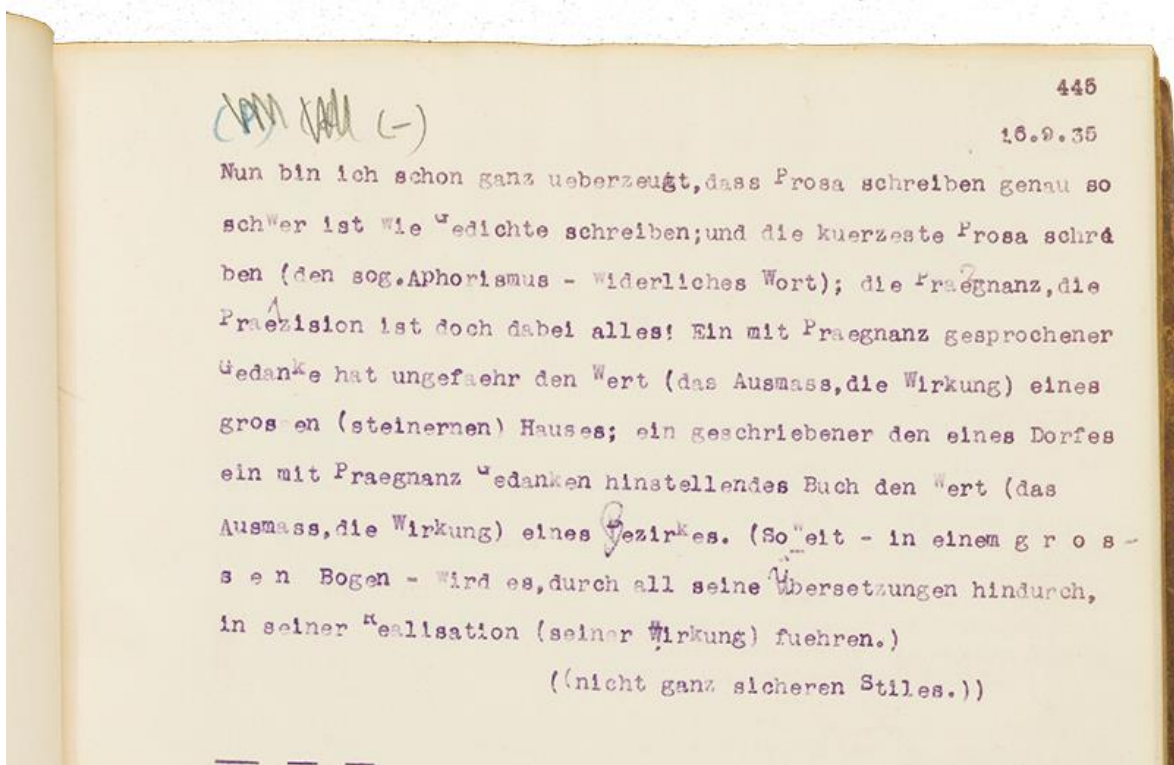 445
(-)
16.9.35
Nun bin ich schon ganz ueberzeugt,dass Prosa schreiben genau so
schwer ist wie Gedichte schreiben;und die kuerzeste Prosa schrei
ben (den sog.Aphorismus - widerliches Wort); die Praegnanz,die
Praezision ist doch dabei alles! Ein mit Praegnanz gesprochener
Gedanke hat ungefaehr den Wert (das Ausmass,die Wirkung) eines
grossen (steinernen) Hauses; ein geschriebener den eines Dorfes
ein mit Praegnanz Gedanken hinstellendes Buch den Wert (das
Ausmass,die Wirkung) eines Bezirkes. (Soweit - in einem g r o s -
s e n Bogen - wird es,durch all seine Übersetzungen hindurch,
in seiner Realisation (seiner Wirkung) fuehren.)
((nicht ganz sicheren Stiles.))